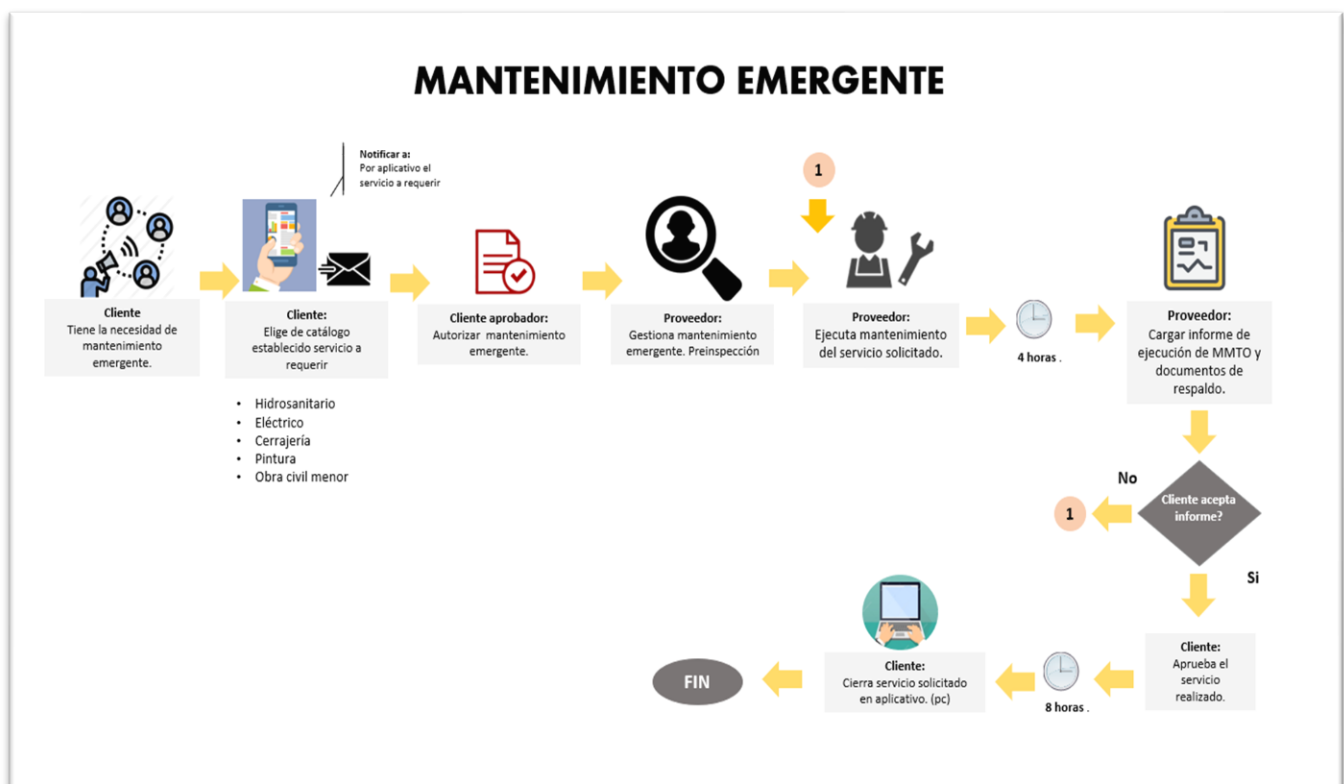 MANTENIMIENTO EMERGENTE
Notificar a:
Por aplicativo el
servicio a requerir
1
Cliente
Tiene la necesidad de
mantenimiento
emergente.
Cliente:
Elige de catálogo
establecido servicio a
requerir
Cliente aprobador:
Autorizar mantenimiento
emergente.
Proveedor:
Gestiona mantenimiento
emergente. Preinspección
Proveedor:
Ejecuta mantenimiento
del servicio solicitado.
4 horas .
Proveedor:
Cargar informe de
ejecución de MMTO y
documentos de
respaldo.
• Hidrosanitario
• Eléctrico
• Cerrajería
• Pintura
• Obra civil menor
No
Cliente acepta
informe?
1
Si
Cliente:
Aprueba el
servicio
realizado.
8 horas .
Cliente:
Cierra servicio solicitado
en aplicativo. (pc)
FIN